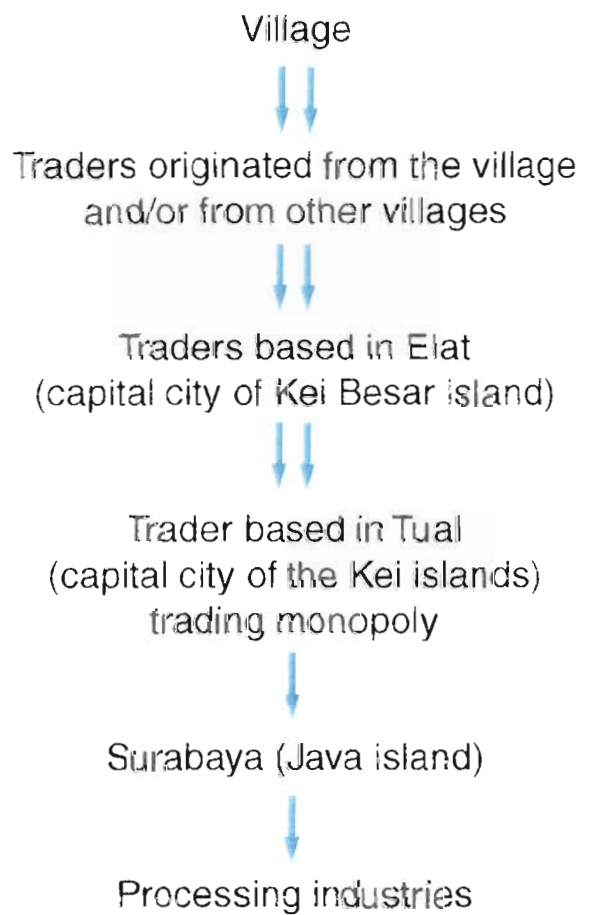 Village
Traders originated from the village
and/or from other villages
Traders based in Elat
(capital city of Kei Besar island)
Trader based in Tual
(capital city of the Kei islands)
trading monopoly
Surabaya (Java island)
Processing industries